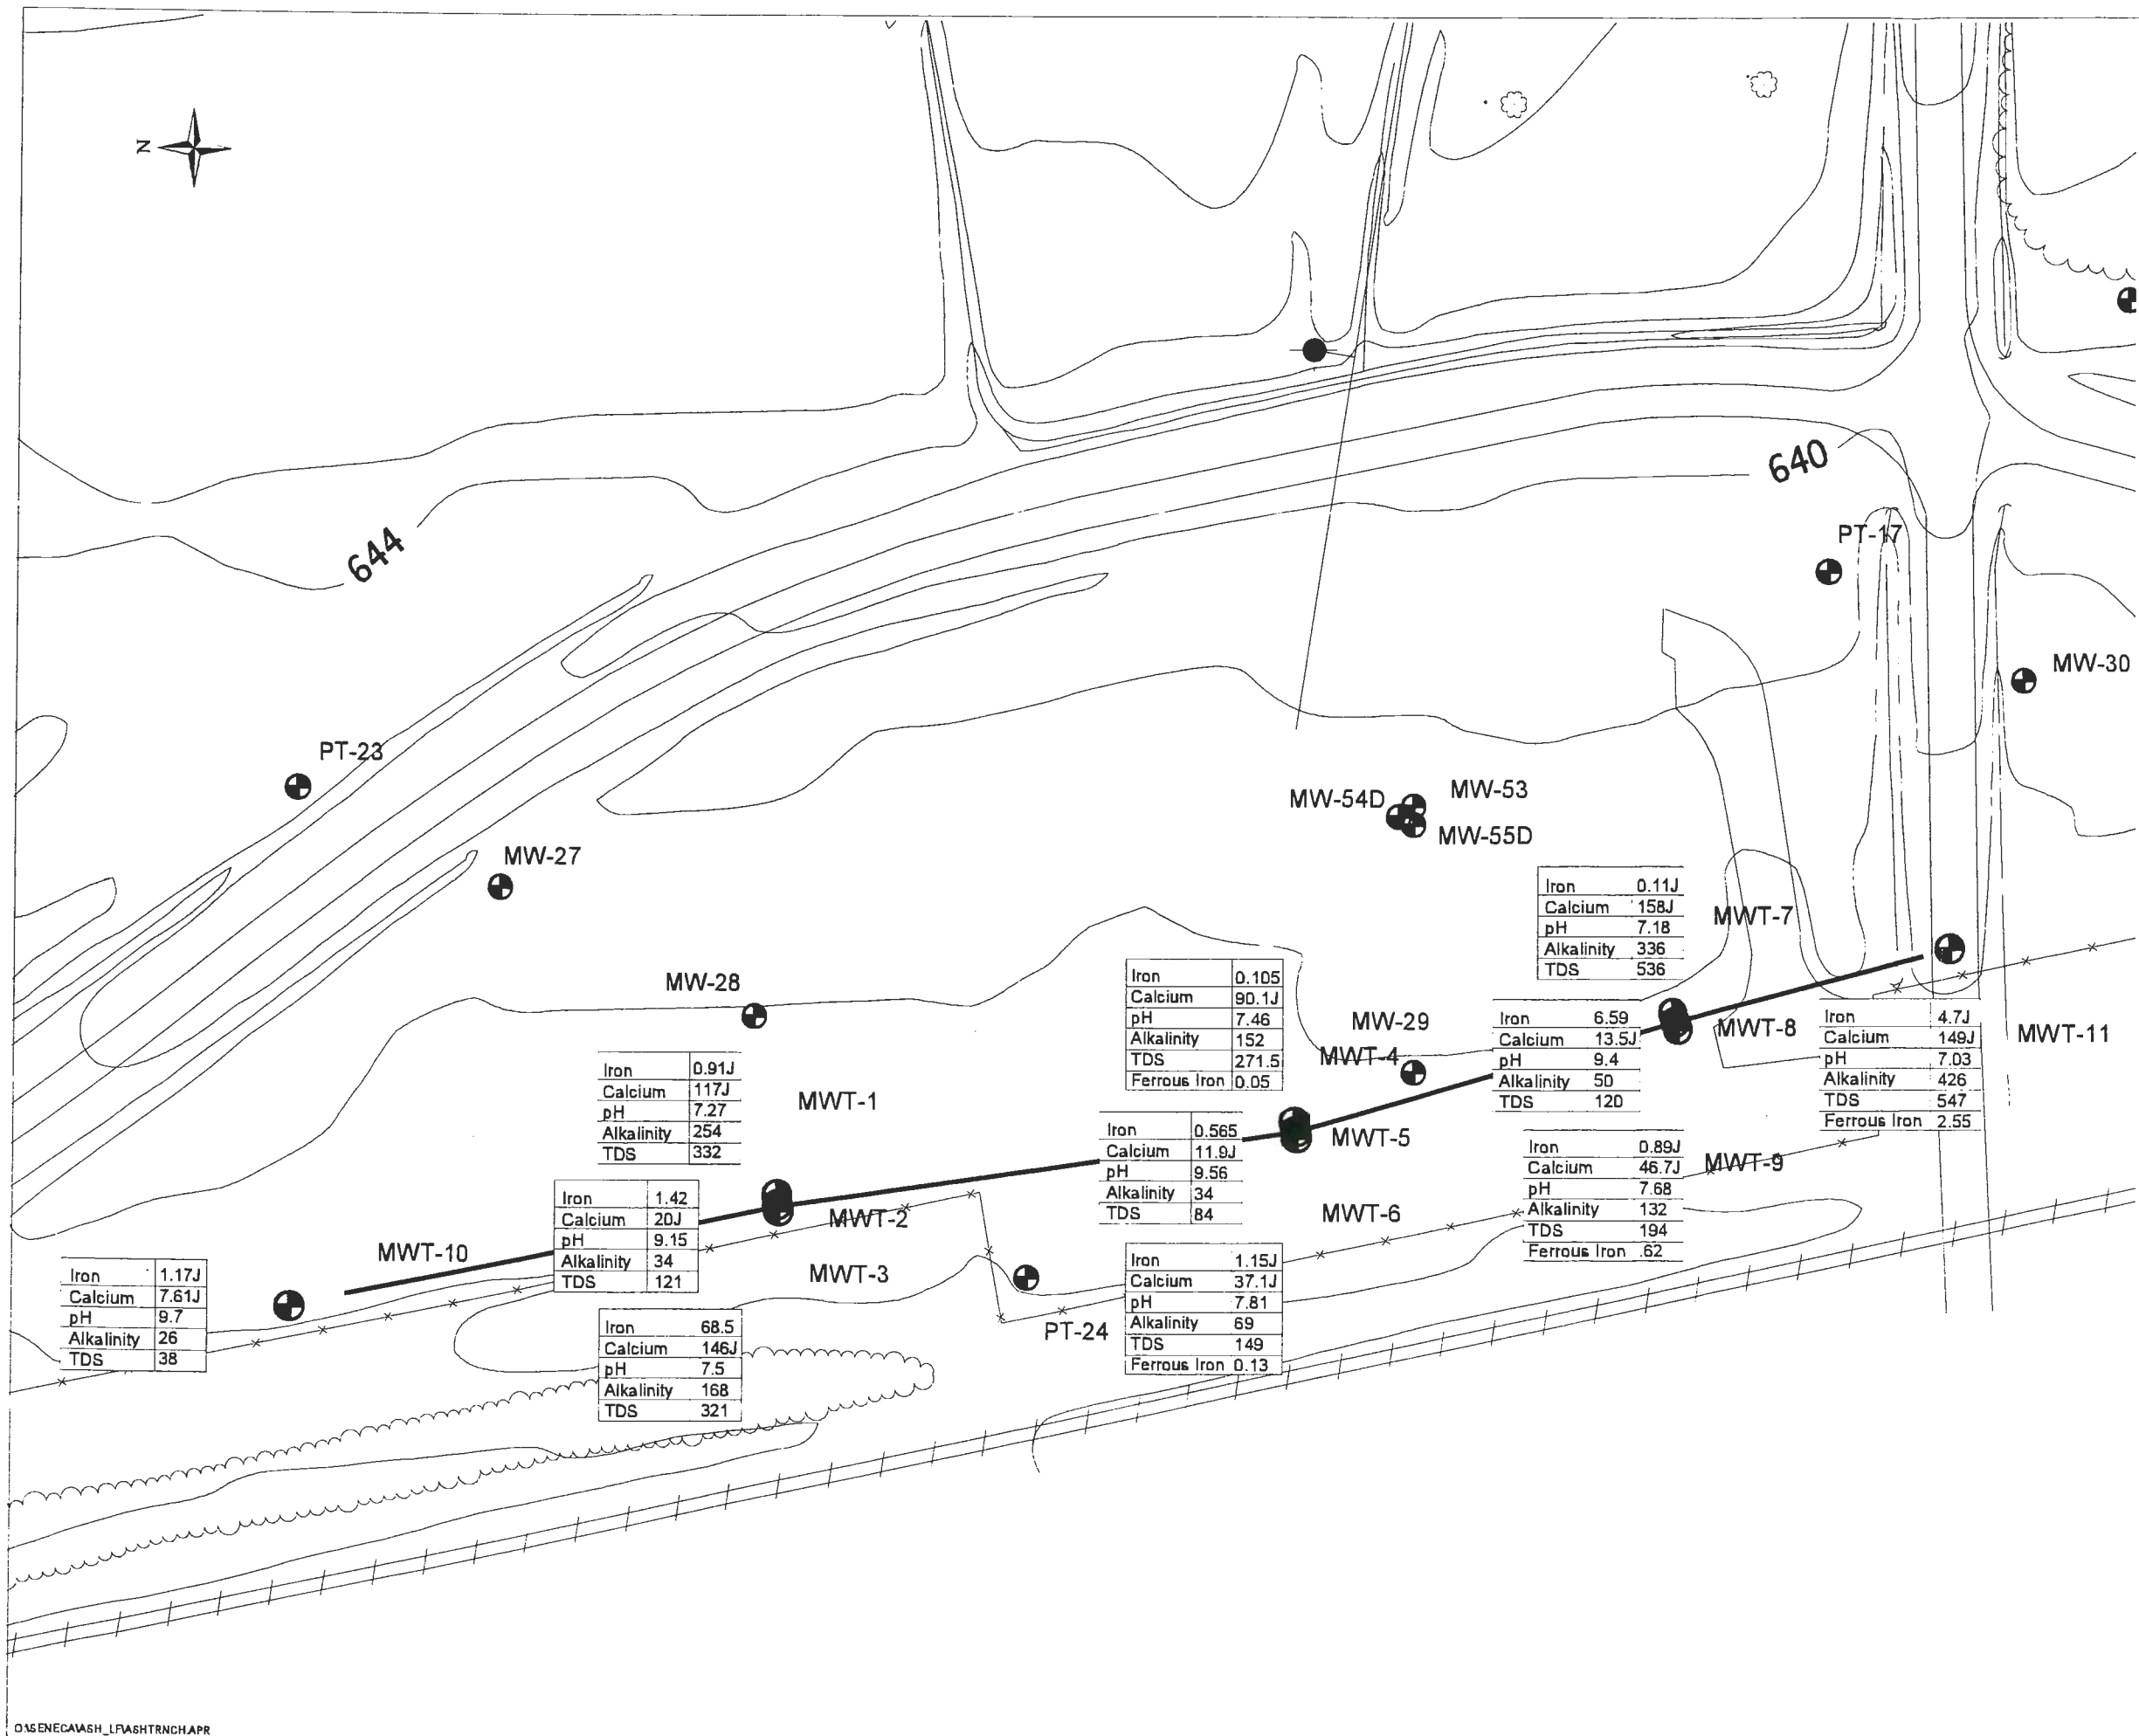 N
640
644
PT-17
MW-30
PT-23
MW-54D
MW-53
MW-55D
MW-27
MW-28
Iron 0.11J
Calcium 158J
pH 7.18
Alkalinity 336
TDS 536
MWT-7
Iron 0.105
Calcium 90.1J
pH 7.46
Alkalinity 152
TDS 271.5
Ferrous Iron 0.05
MW-29
MWT-4
Iron 6.59
Calcium 13.5J
pH 9.4
Alkalinity 50
TDS 120
MWT-8
Iron 4.7J
Calcium 149J
pH 7.03
Alkalinity 426
TDS 547
Ferrous Iron 2.55
MWT-11
Iron 0.91J
Calcium 117J
pH 7.27
Alkalinity 254
TDS 332
MWT-1
Iron 0.565
Calcium 11.9J
pH 9.56
Alkalinity 34
TDS 84
MWT-5
Iron 0.89J
Calcium 46.7J
pH 7.68
Alkalinity 132
TDS 194
Ferrous Iron .62
MWT-9
Iron 1.42
Calcium 20J
pH 9.15
Alkalinity 34
TDS 121
MWT-2
MWT-6
MWT-10
MWT-3
Iron 1.17J
Calcium 7.61J
pH 9.7
Alkalinity 26
TDS 38
Iron 1.15J
Calcium 37.1J
pH 7.81
Alkalinity 69
TDS 149
Ferrous Iron 0.13
PT-24
Iron 68.5
Calcium 146J
pH 7.5
Alkalinity 168
TDS 321
O:\SENECA\ASH_LF\ASHTRNCH.APR